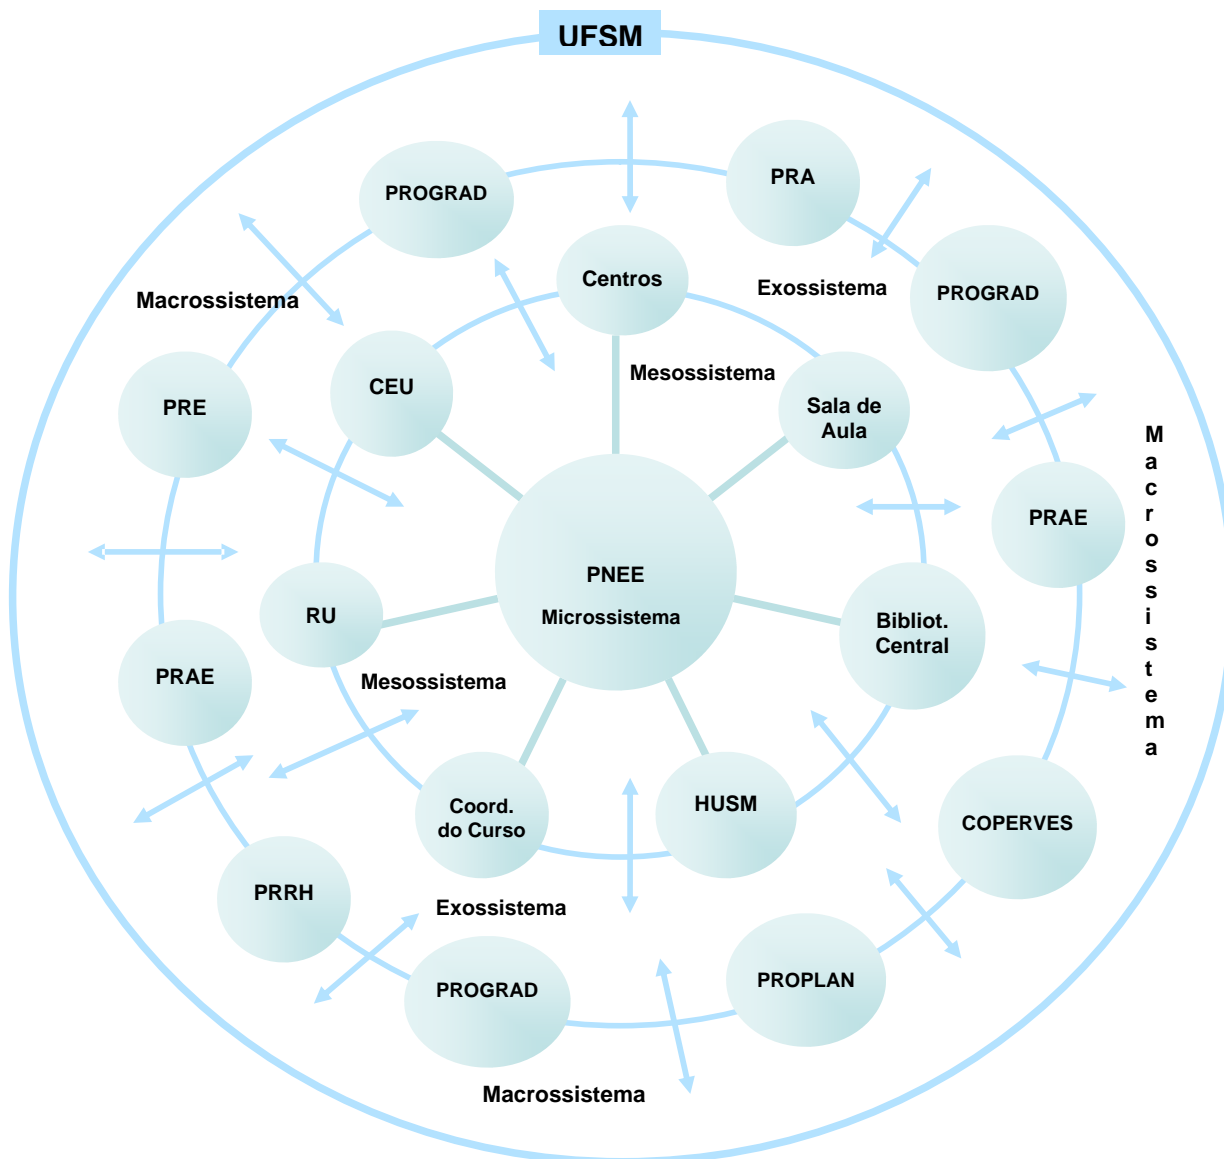 UFSM
PRA
PROGRAD
Centros
Exossistema
PROGRAD
Macrossistema
Mesossistema
CEU
PRE
Sala de
Aula
Macrossistema
PRAE
PNEE
Microssistema
RU
Bibliot.
Central
PRAE
Mesossistema
Coord.
do Curso
HUSM
COPERVES
PRRH
Exossistema
PROGRAD
PROPLAN
Macrossistema